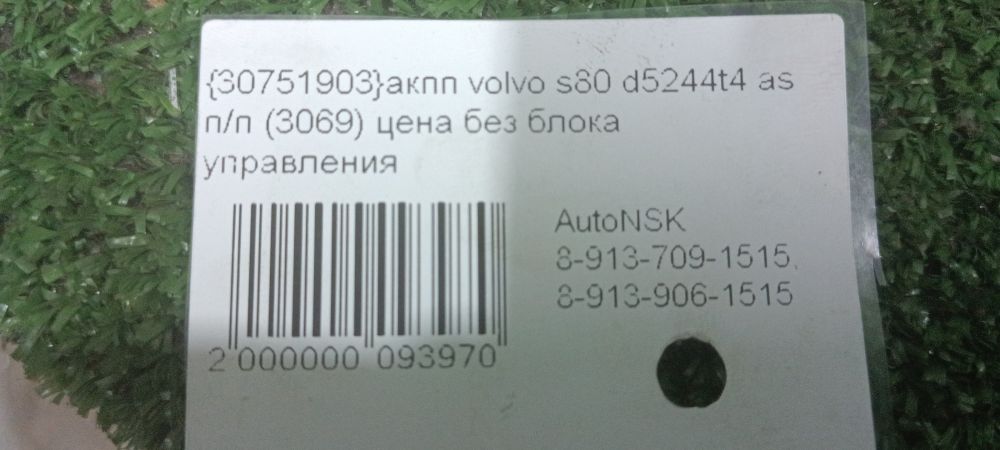 {30751903}акпп volvo s80 d5244t4 as
п/п (3069) цена без блока
управления
AutoNSK
8-913-709-1515,
8-913-906-1515
2 000000 093970